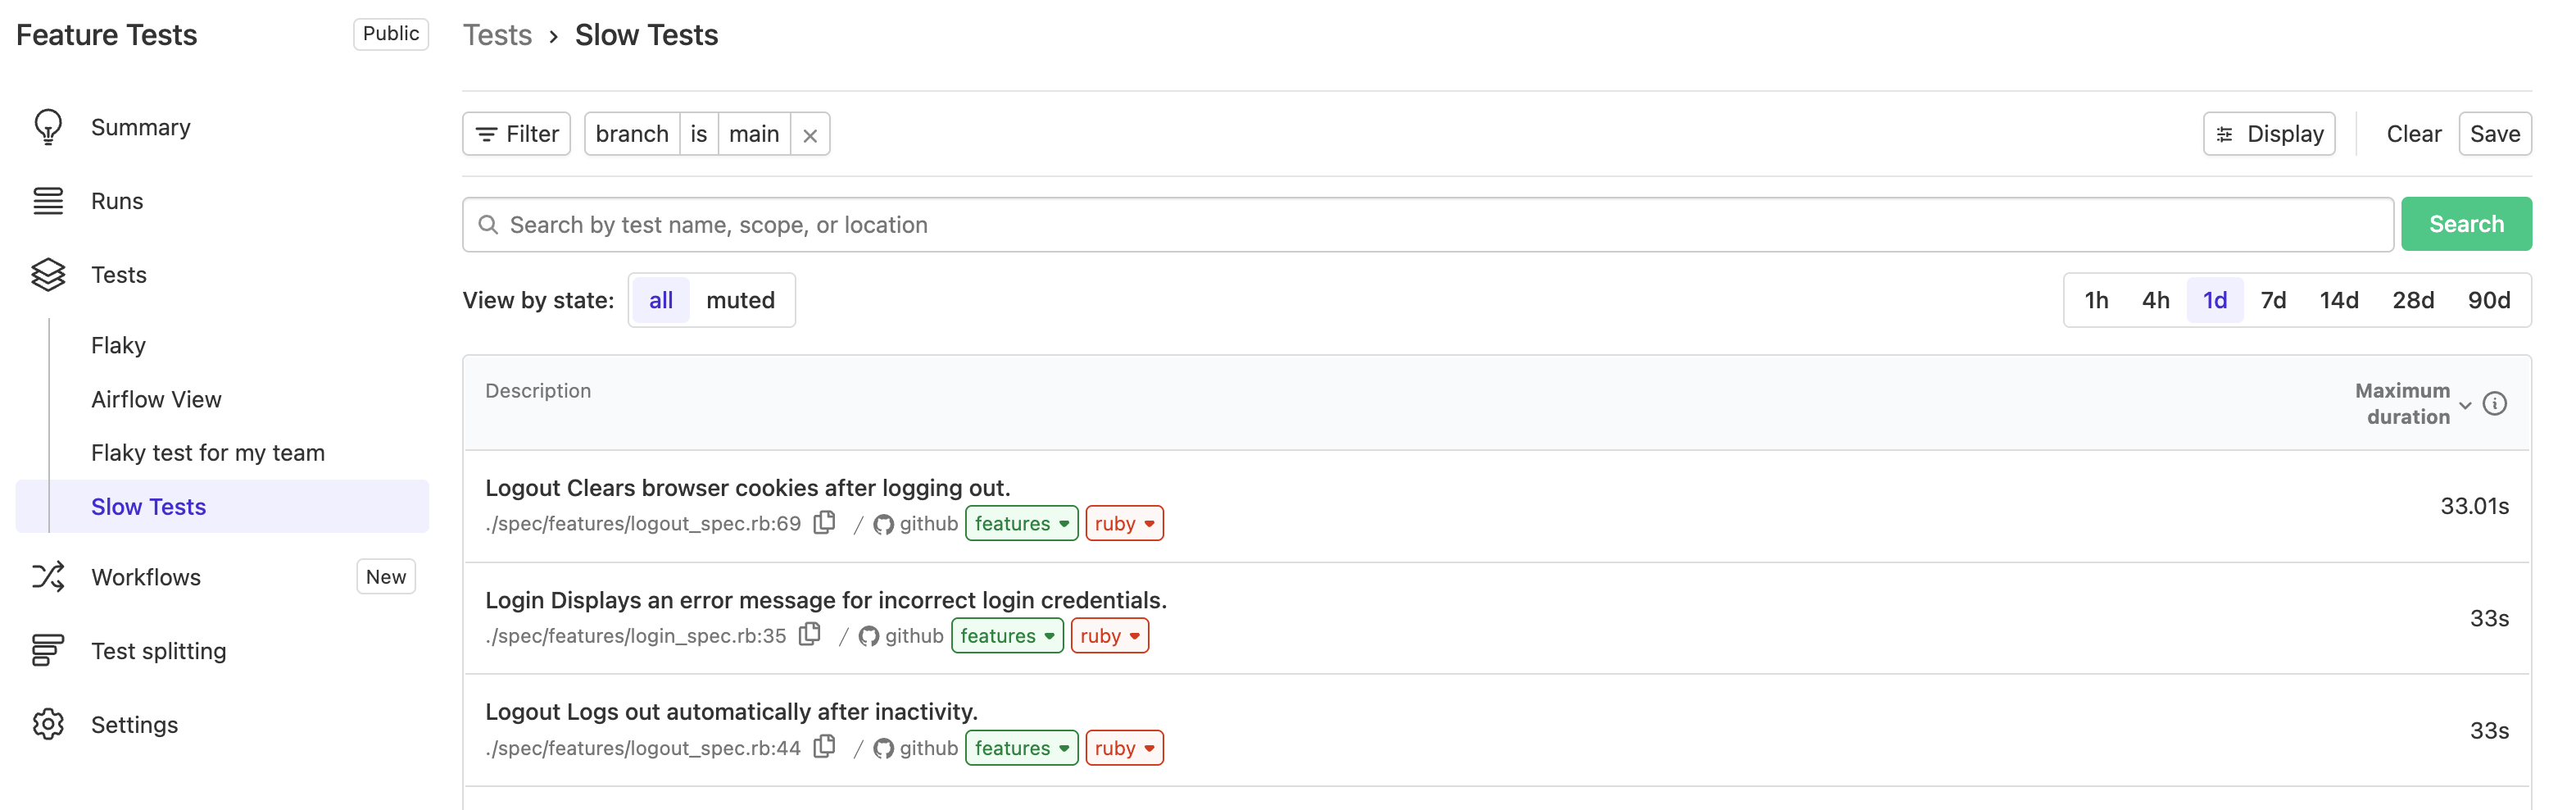 Feature Tests
Public
Summary
Runs
Tests
Flaky
Airflow View
Flaky test for my team
Slow Tests
Workflows
New
Test splitting
Settings
Tests › Slow Tests
Filter branch is main ×
Display Clear Save
Search by test name, scope, or location
Search
View by state: all muted
1h 4h 1d 7d 14d 28d 90d
Description
Maximum
duration
Logout Clears browser cookies after logging out.
./spec/features/logout_spec.rb:69 / github features ruby
33.01s
Login Displays an error message for incorrect login credentials.
./spec/features/login_spec.rb:35 / github features ruby
33s
Logout Logs out automatically after inactivity.
./spec/features/logout_spec.rb:44 / github features ruby
33s